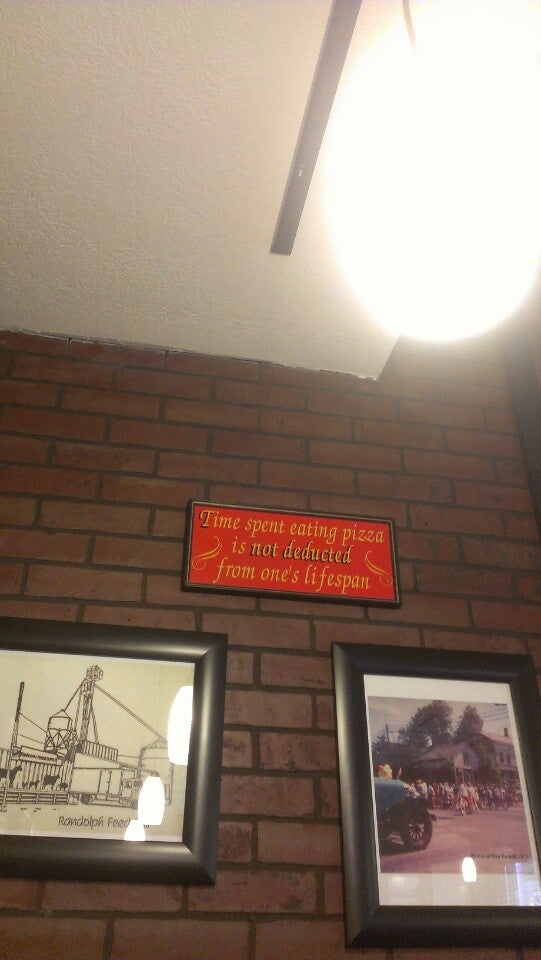 Time spent eating pizza
is not deducted
from one's lifespan
Randolph Feed